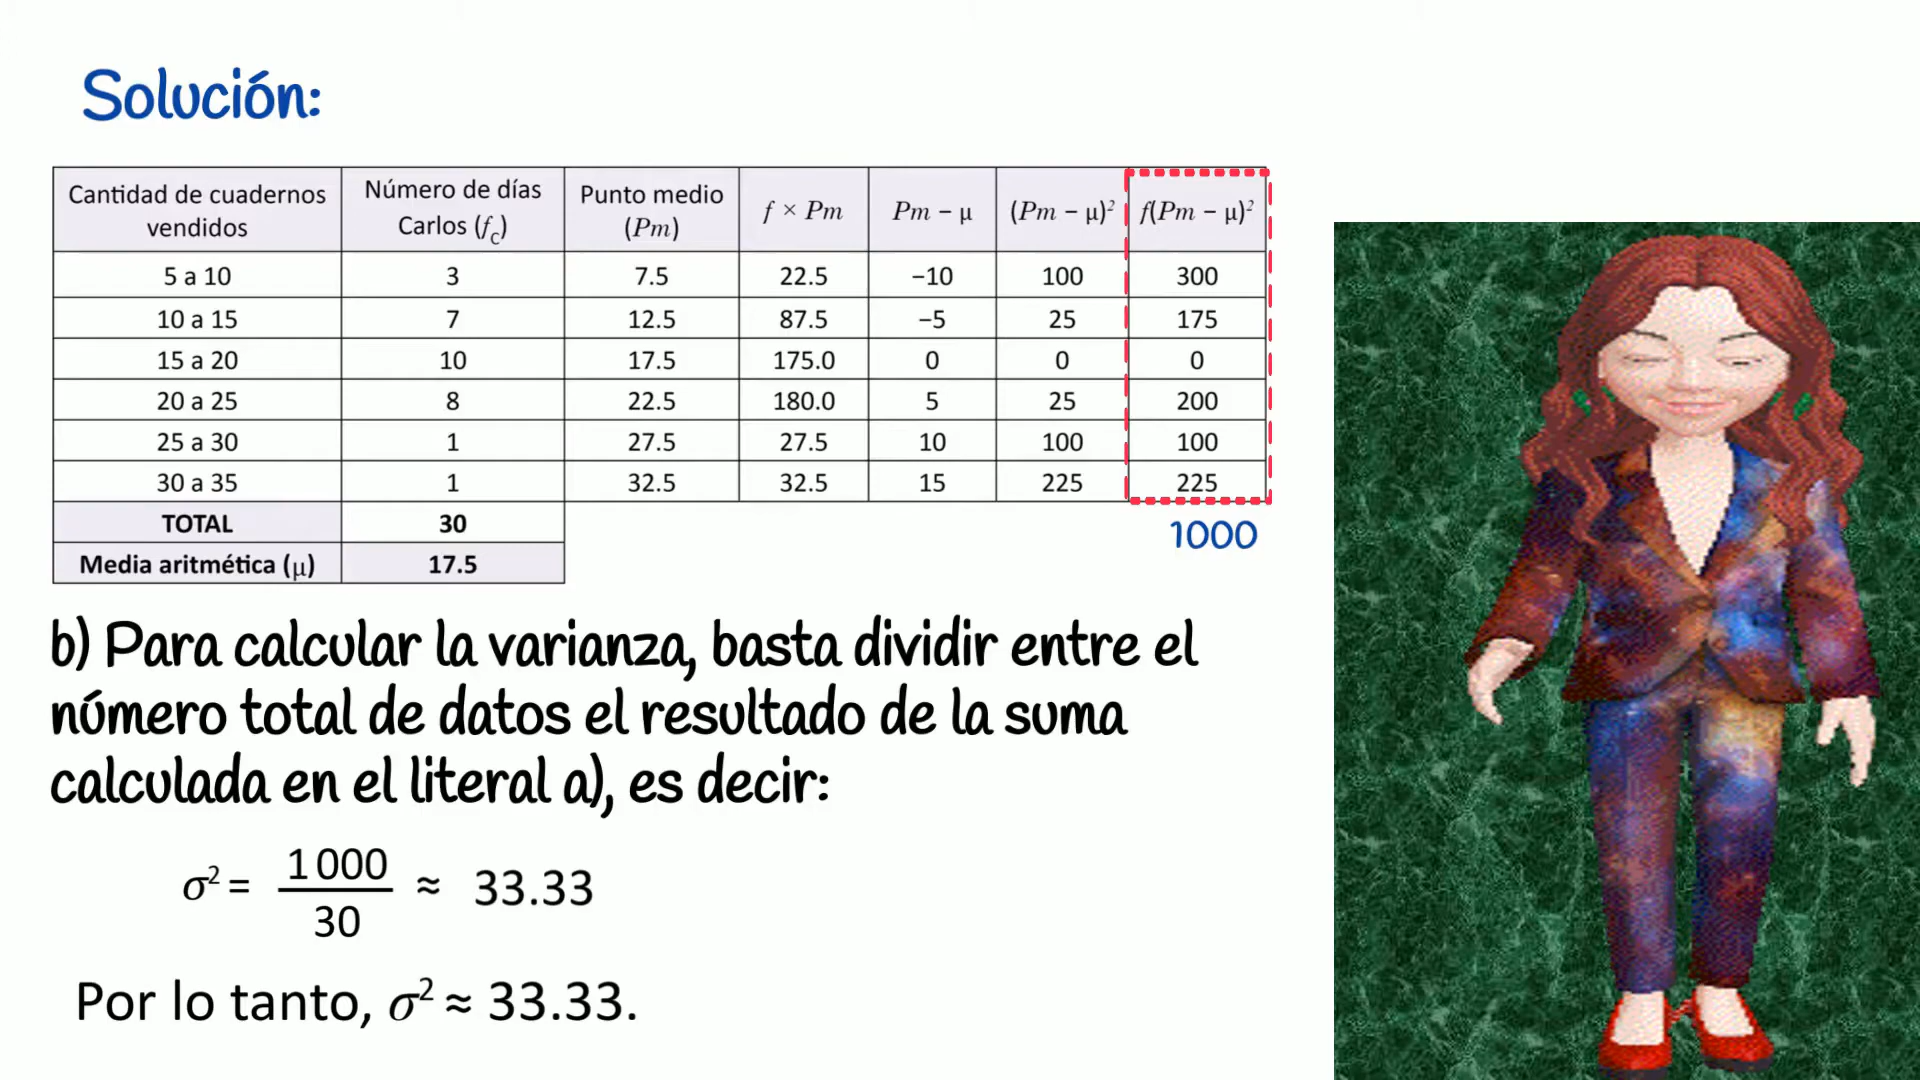 Solución:
Cantidad de cuadernos vendidos | Número de días Carlos (f_C) | Punto medio (Pm) | f × Pm | Pm − μ | (Pm − μ)² | f(Pm − μ)²
5 a 10 | 3 | 7.5 | 22.5 | −10 | 100 | 300
10 a 15 | 7 | 12.5 | 87.5 | −5 | 25 | 175
15 a 20 | 10 | 17.5 | 175.0 | 0 | 0 | 0
20 a 25 | 8 | 22.5 | 180.0 | 5 | 25 | 200
25 a 30 | 1 | 27.5 | 27.5 | 10 | 100 | 100
30 a 35 | 1 | 32.5 | 32.5 | 15 | 225 | 225
TOTAL | 30
1000
Media aritmética (μ) | 17.5
b) Para calcular la varianza, basta dividir entre el
número total de datos el resultado de la suma
calculada en el literal a), es decir:
σ² = 1 000 / 30 ≈ 33.33
Por lo tanto, σ² ≈ 33.33.